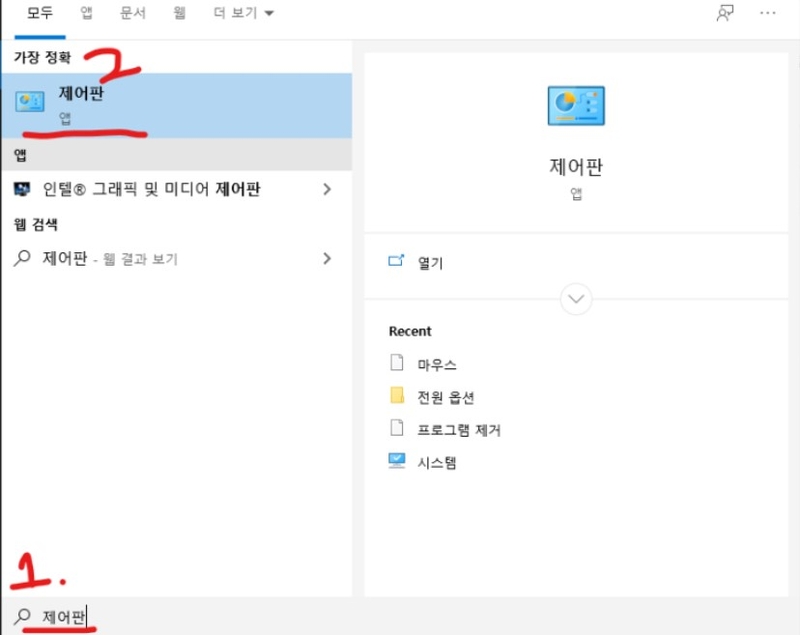 모두 앱 문서 웹 더 보기
가장 정확 2
제어판
앱
앱
인텔® 그래픽 및 미디어 제어판
웹 검색
제어판 - 웹 결과 보기
1.
제어판
제어판
앱
열기
Recent
마우스
전원 옵션
프로그램 제거
시스템